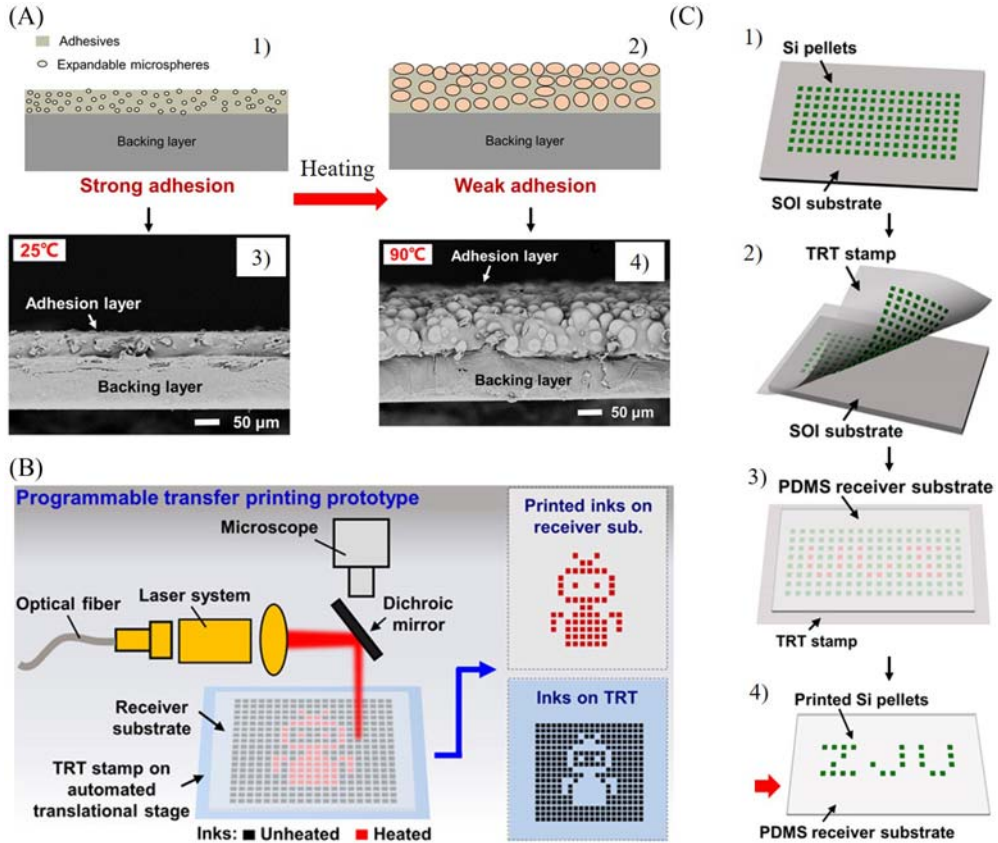 (A)
Adhesives
Expandable microspheres
1)
2)
Backing layer
Backing layer
Strong adhesion
Heating
Weak adhesion
25℃
3)
Adhesion layer
Backing layer
50 µm
90℃
Adhesion layer
4)
Backing layer
50 µm
(B)
Programmable transfer printing prototype
Microscope
Optical fiber
Laser system
Dichroic
mirror
Receiver
substrate
TRT stamp on
automated
translational stage
Inks: Unheated Heated
Printed inks on
receiver sub.
Inks on TRT
(C)
1)
Si pellets
SOI substrate
2)
TRT stamp
SOI substrate
3)
PDMS receiver substrate
TRT stamp
4)
Printed Si pellets
ZJU
PDMS receiver substrate